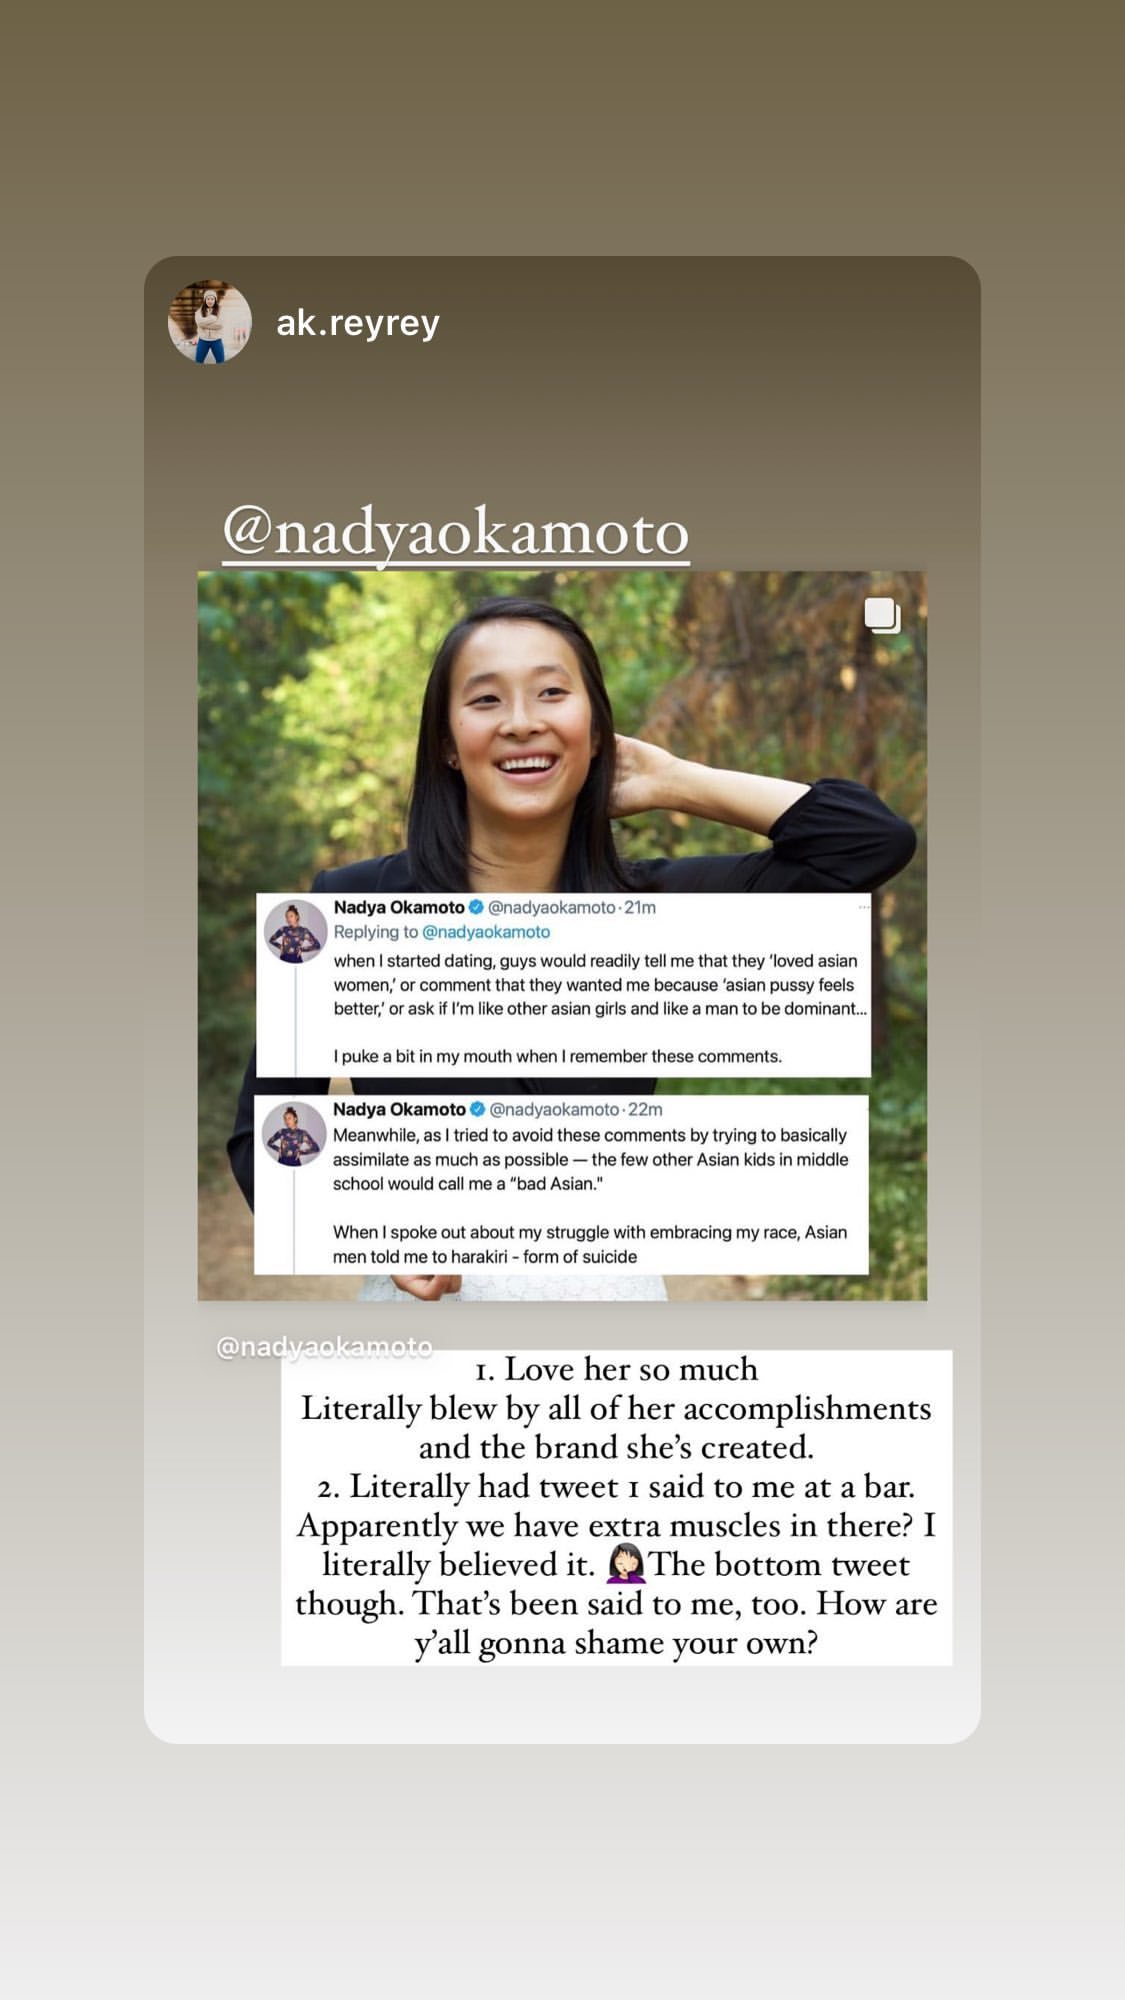 ak.reyrey
@nadyaokamoto
Nadya Okamoto @nadyaokamoto·21m
Replying to @nadyaokamoto
when I started dating, guys would readily tell me that they ‘loved asian
women,’ or comment that they wanted me because ‘asian pussy feels
better,’ or ask if I’m like other asian girls and like a man to be dominant...
I puke a bit in my mouth when I remember these comments.
Nadya Okamoto @nadyaokamoto·22m
Meanwhile, as I tried to avoid these comments by trying to basically
assimilate as much as possible — the few other Asian kids in middle
school would call me a “bad Asian."
When I spoke out about my struggle with embracing my race, Asian
men told me to harakiri - form of suicide
@nadyaokamoto
1. Love her so much
Literally blew by all of her accomplishments
and the brand she’s created.
2. Literally had tweet 1 said to me at a bar.
Apparently we have extra muscles in there? I
literally believed it. 🤦🏻‍♀️The bottom tweet
though. That’s been said to me, too. How are
y’all gonna shame your own?